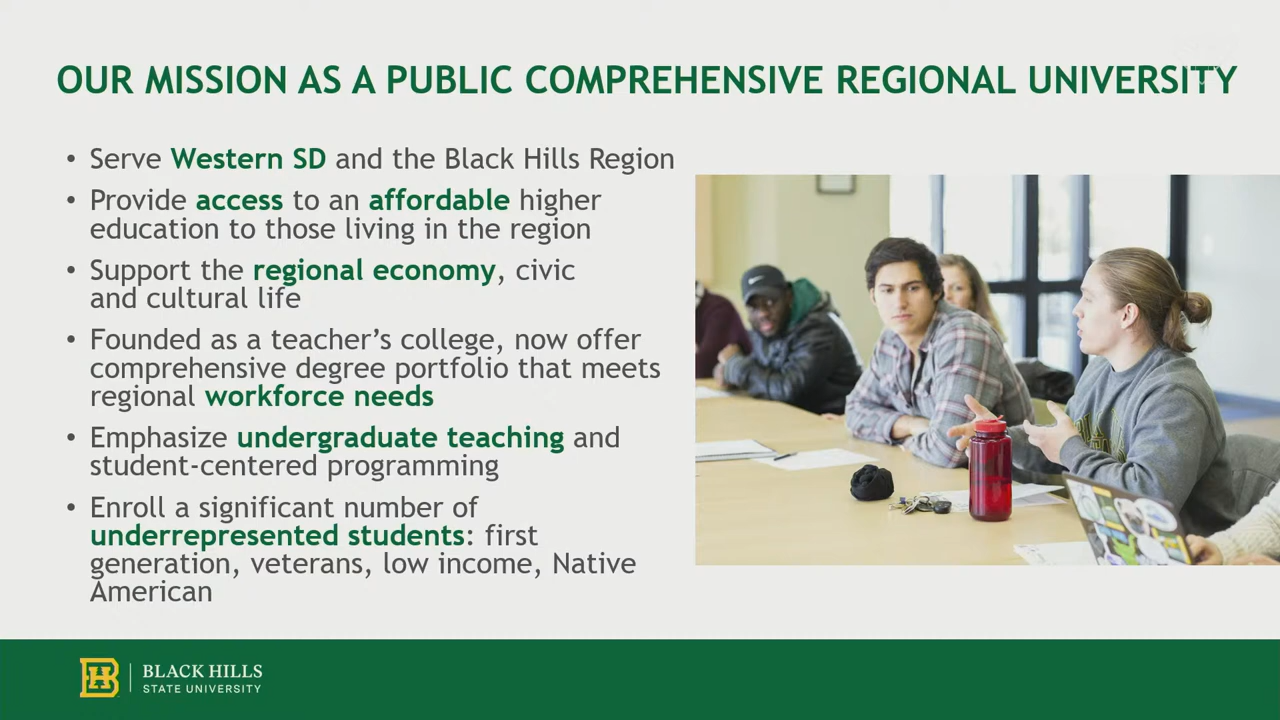 OUR MISSION AS A PUBLIC COMPREHENSIVE REGIONAL UNIVERSITY
• Serve Western SD and the Black Hills Region
• Provide access to an affordable higher
education to those living in the region
• Support the regional economy, civic
and cultural life
• Founded as a teacher’s college, now offer
comprehensive degree portfolio that meets
regional workforce needs
• Emphasize undergraduate teaching and
student-centered programming
• Enroll a significant number of
underrepresented students: first
generation, veterans, low income, Native
American
BH
BLACK HILLS
STATE UNIVERSITY